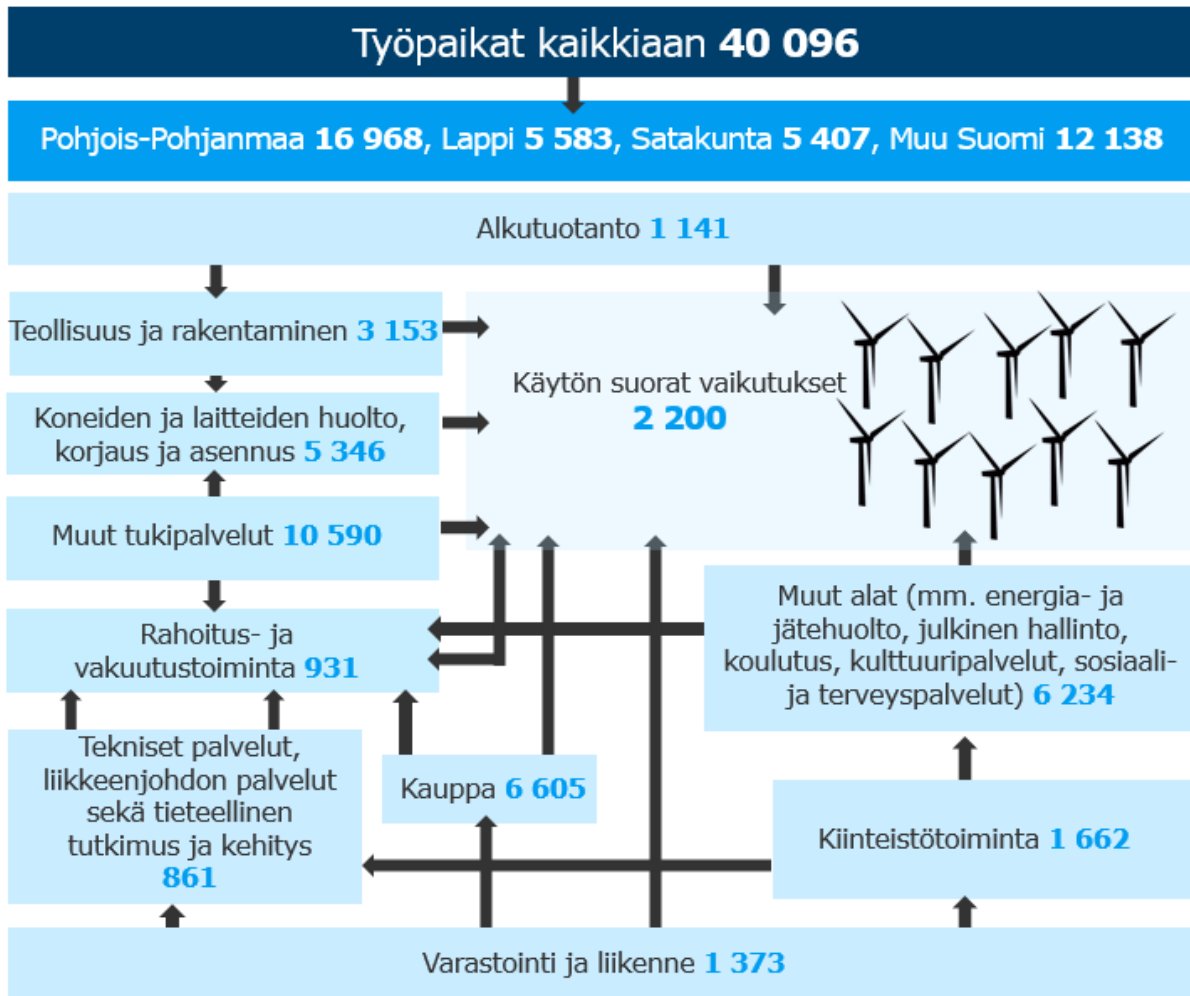 Työpaikat kaikkiaan 40 096
Pohjois-Pohjanmaa 16 968, Lappi 5 583, Satakunta 5 407, Muu Suomi 12 138
Alkutuotanto 1 141
Teollisuus ja rakentaminen 3 153
Käytön suorat vaikutukset
2 200
Koneiden ja laitteiden huolto,
korjaus ja asennus 5 346
Muut tukipalvelut 10 590
Rahoitus- ja
vakuutustoiminta 931
Muut alat (mm. energia- ja
jätehuolto, julkinen hallinto,
koulutus, kulttuuripalvelut, sosiaali-
ja terveyspalvelut) 6 234
Tekniset palvelut,
liikkeenjohdon palvelut
sekä tieteellinen
tutkimus ja kehitys
861
Kauppa 6 605
Kiinteistötoiminta 1 662
Varastointi ja liikenne 1 373